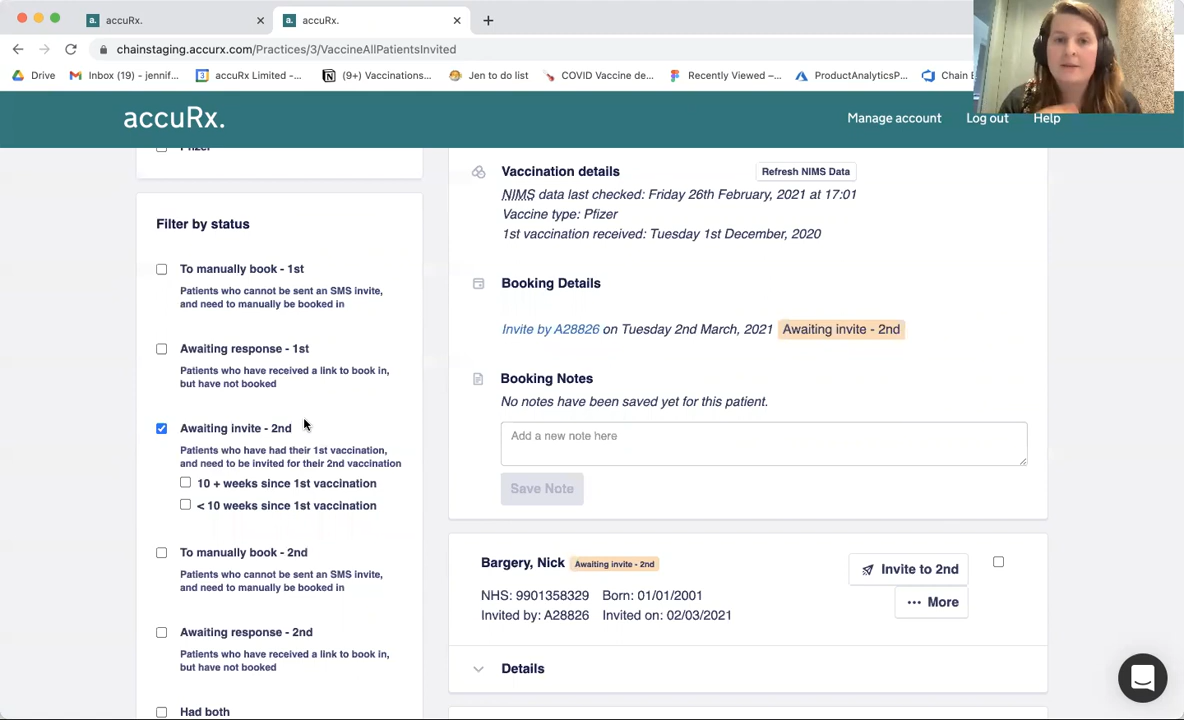 accuRx.
accuRx.
chainstaging.accurx.com/Practices/3/VaccineAllPatientsInvited
Drive
Inbox (19) - jennif...
accuRx Limited -...
(9+) Vaccinations...
Jen to do list
COVID Vaccine de...
Recently Viewed –...
ProductAnalyticsP...
Chain
accuRx.
Manage account
Log out
Help
Pfizer
Filter by status
To manually book - 1st
Patients who cannot be sent an SMS invite,
and need to manually be booked in
Awaiting response - 1st
Patients who have received a link to book in,
but have not booked
Awaiting invite - 2nd
Patients who have had their 1st vaccination,
and need to be invited for their 2nd vaccination
10 + weeks since 1st vaccination
< 10 weeks since 1st vaccination
To manually book - 2nd
Patients who cannot be sent an SMS invite,
and need to manually be booked in
Awaiting response - 2nd
Patients who have received a link to book in,
but have not booked
Had both
Vaccination details
Refresh NIMS Data
NIMS data last checked: Friday 26th February, 2021 at 17:01
Vaccine type: Pfizer
1st vaccination received: Tuesday 1st December, 2020
Booking Details
Invite by A28826 on Tuesday 2nd March, 2021 Awaiting invite - 2nd
Booking Notes
No notes have been saved yet for this patient.
Add a new note here
Save Note
Bargery, Nick Awaiting invite - 2nd
Invite to 2nd
NHS: 9901358329 Born: 01/01/2001
••• More
Invited by: A28826 Invited on: 02/03/2021
Details